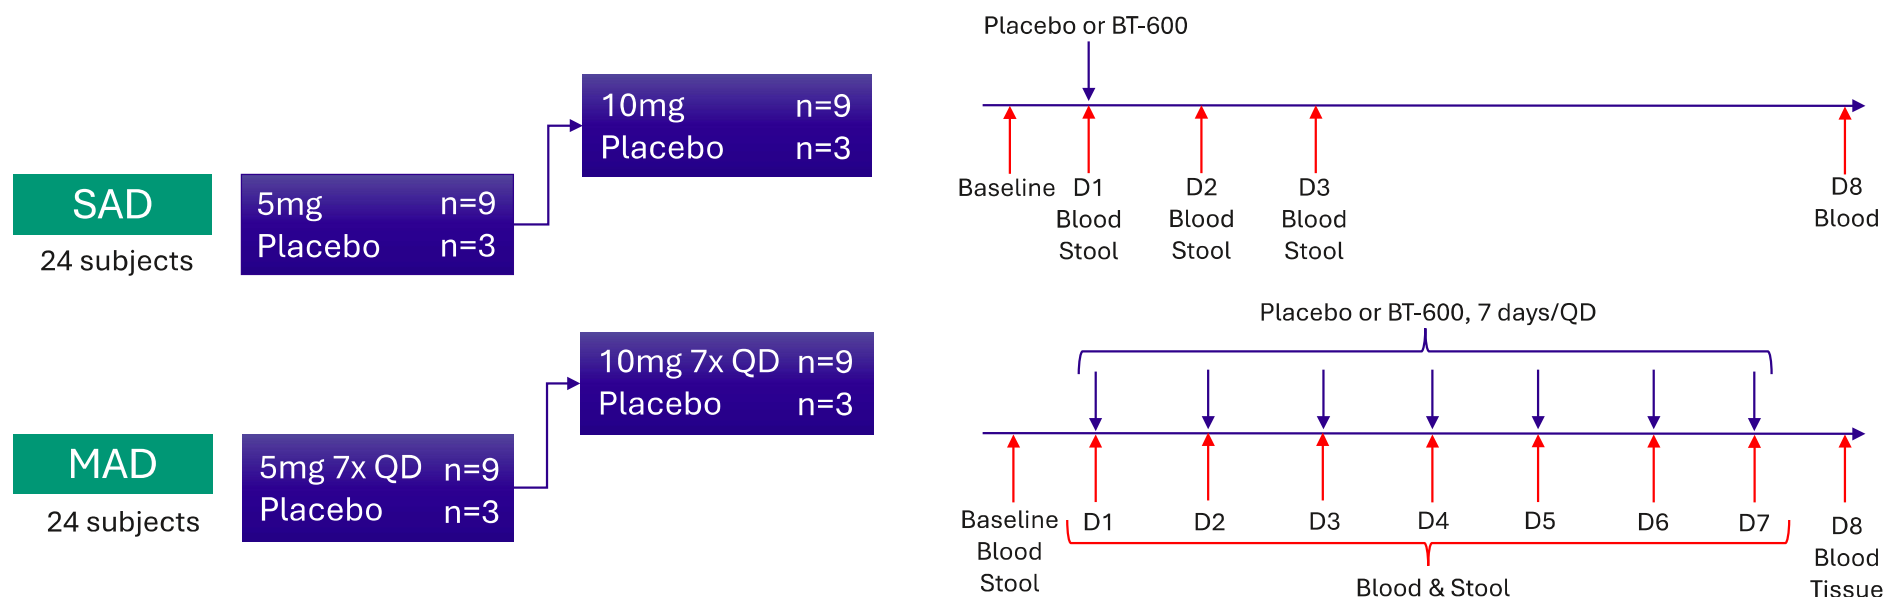 SAD
24 subjects
5mg n=9
Placebo n=3
10mg n=9
Placebo n=3
Placebo or BT-600
Baseline D1 D2 D3 D8
Blood Blood Blood Blood
Stool Stool Stool
MAD
24 subjects
5mg 7x QD n=9
Placebo n=3
10mg 7x QD n=9
Placebo n=3
Placebo or BT-600, 7 days/QD
Baseline D1 D2 D3 D4 D5 D6 D7 D8
Blood Blood
Stool Tissue
Blood & Stool